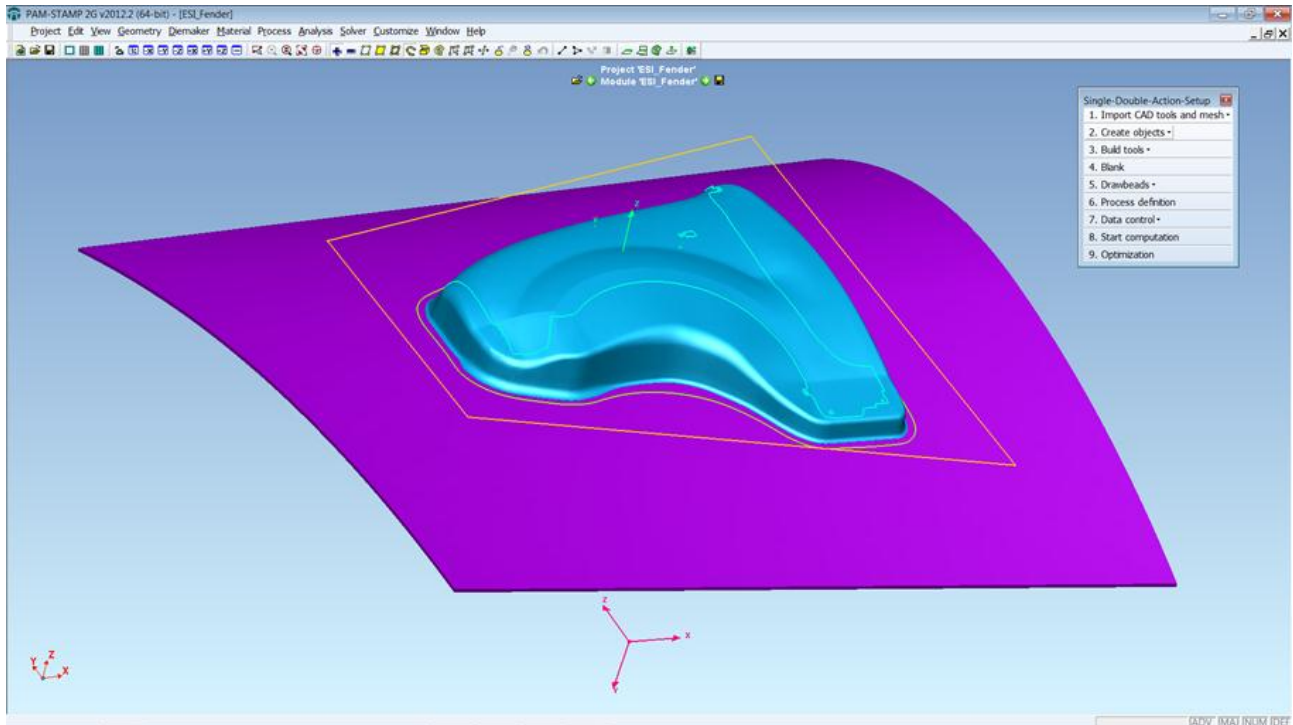 PAM-STAMP 2G v2012.2 (64-bit) - [ESI_Fender]
Project Edit View Geometry Diemaker Material Process Analysis Solver Customize Window Help
Project 'ESI_Fender'
Module 'ESI_Fender'
Single-Double-Action-Setup
1. Import CAD tools and mesh
2. Create objects
3. Build tools
4. Blank
5. Drawbeads
6. Process definition
7. Data control
8. Start computation
9. Optimization
Z
Z
X
Y
Y Z X
ADV IMAJ NUM DEF